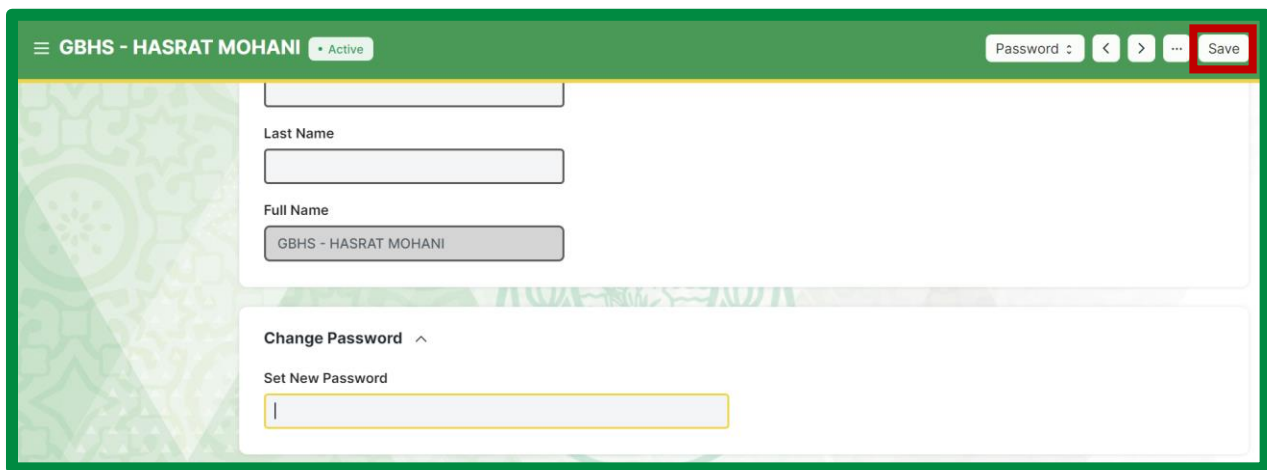 GBHS - HASRAT MOHANI • Active Password < > ... Save
Last Name
Full Name
GBHS - HASRAT MOHANI
Change Password
Set New Password